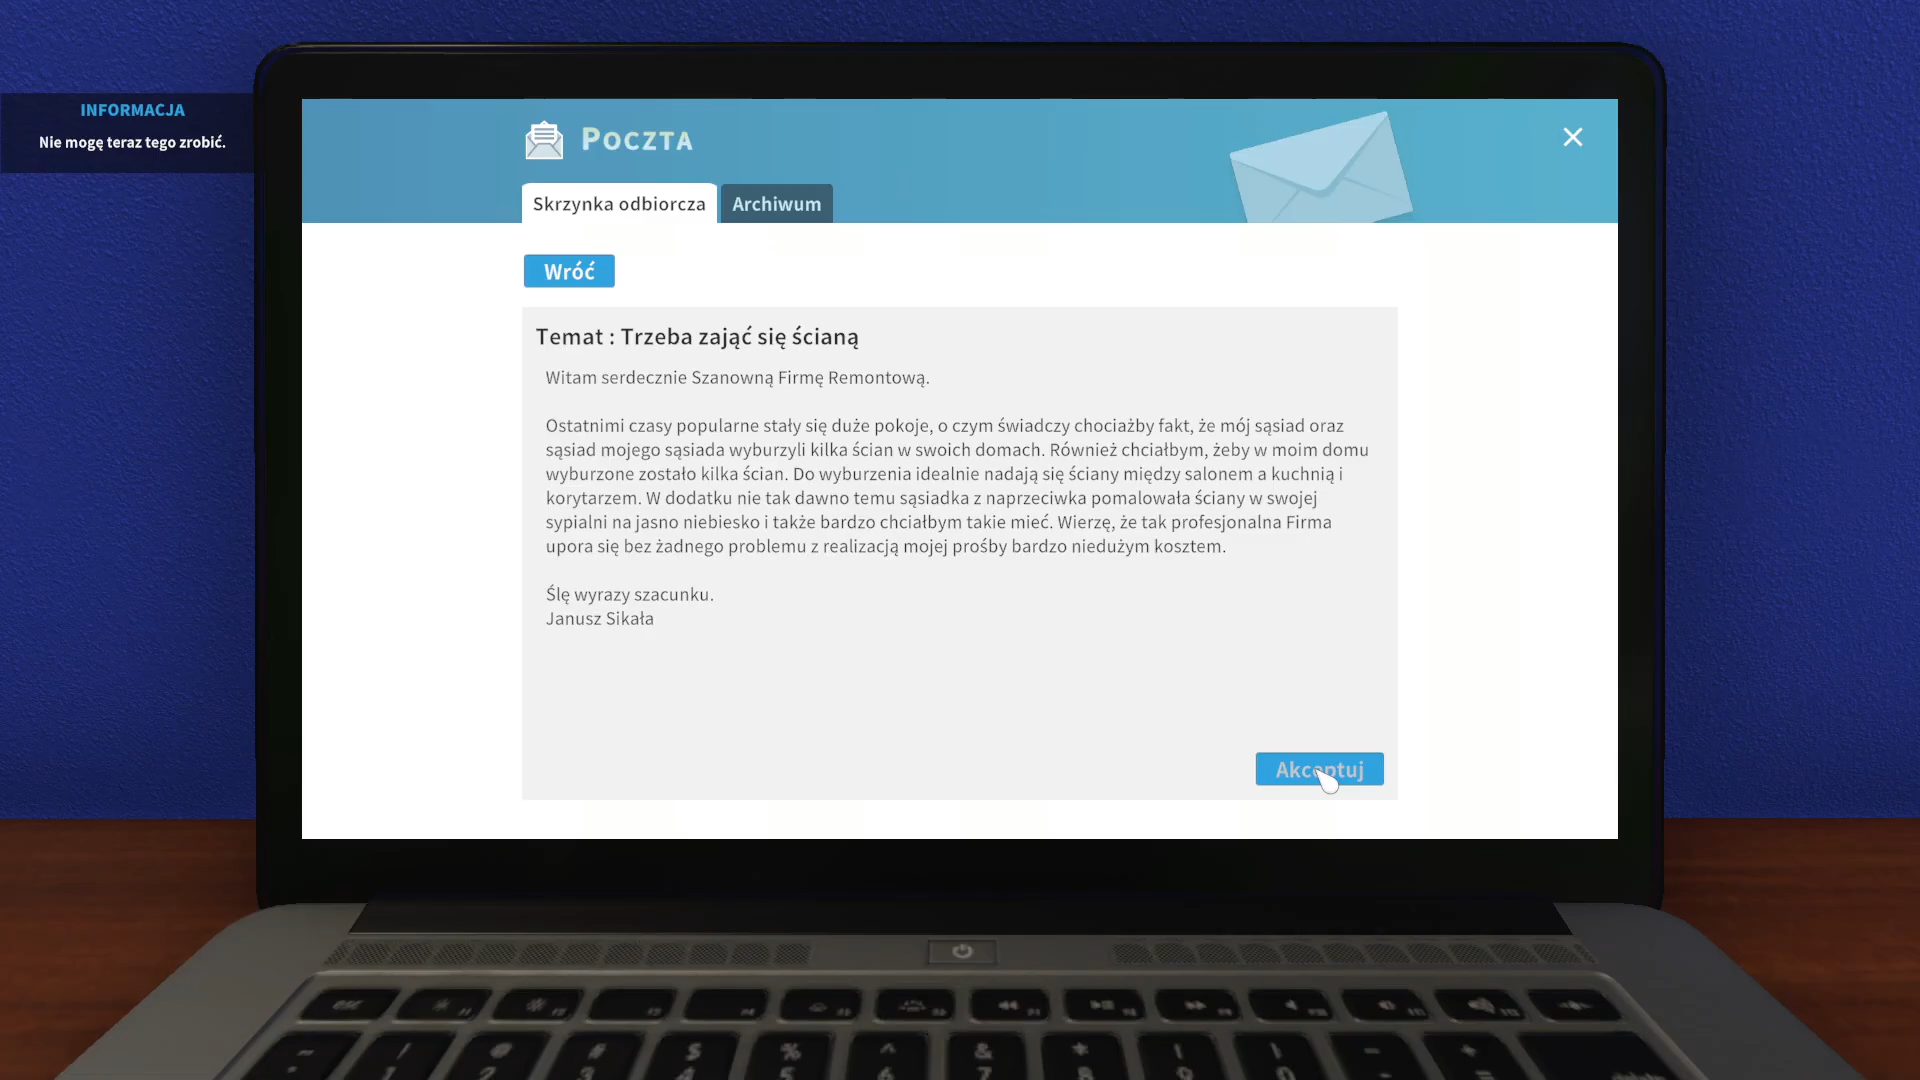 INFORMACJA
Nie mogę teraz tego zrobić.
Poczta
Skrzynka odbiorcza
Archiwum
Wróć
Temat : Trzeba zająć się ścianą
Witam serdecznie Szanowną Firmę Remontową.
Ostatnimi czasy popularne stały się duże pokoje, o czym świadczy chociażby fakt, że mój sąsiad oraz
sąsiad mojego sąsiada wyburzyli kilka ścian w swoich domach. Również chciałbym, żeby w moim domu
wyburzone zostało kilka ścian. Do wyburzenia idealnie nadają się ściany między salonem a kuchnią i
korytarzem. W dodatku nie tak dawno temu sąsiadka z naprzeciwka pomalowała ściany w swojej
sypialni na jasno niebiesko i także bardzo chciałbym takie mieć. Wierzę, że tak profesjonalna Firma
upora się bez żadnego problemu z realizacją mojej prośby bardzo niedużym kosztem.
Ślę wyrazy szacunku.
Janusz Sikała
Akceptuj